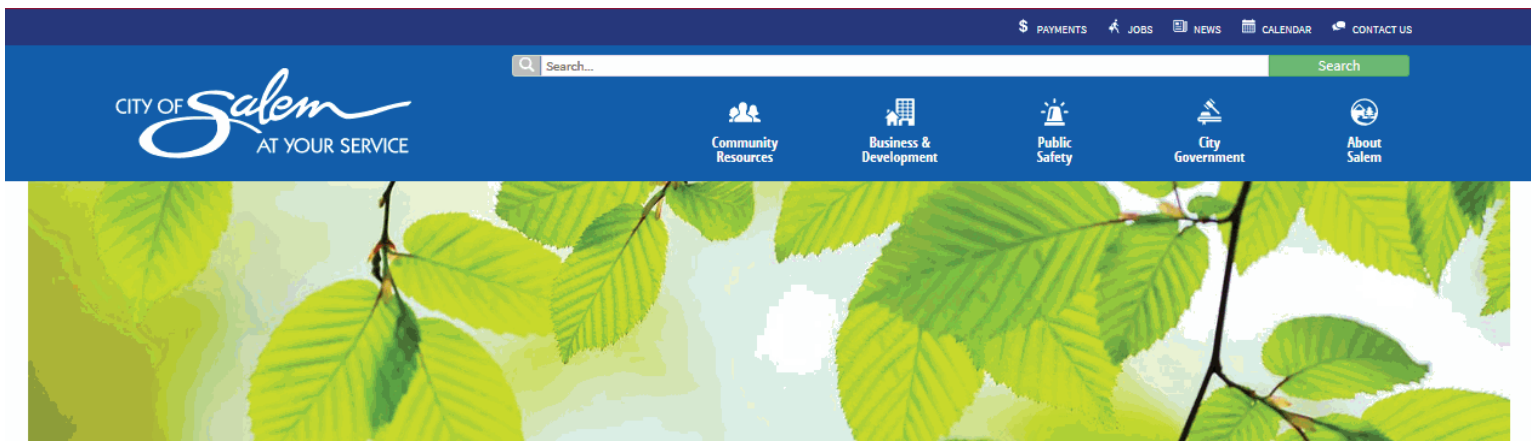 PAYMENTS JOBS NEWS CALENDAR CONTACT US
Search... Search
CITY OF Salem
AT YOUR SERVICE
Community Resources
Business & Development
Public Safety
City Government
About Salem